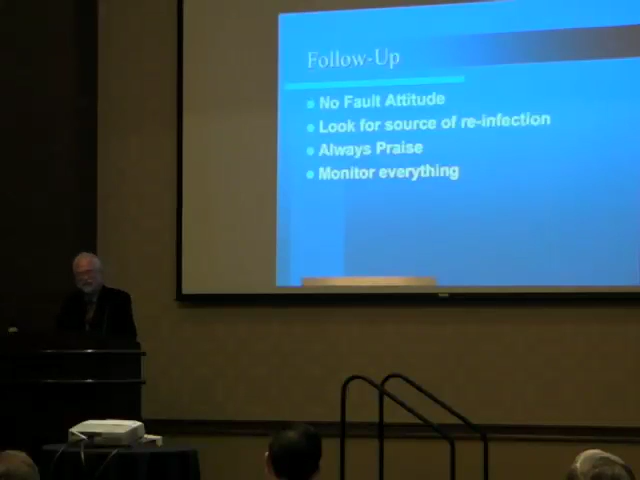 Follow-Up
No Fault Attitude
Look for source of re-infection
Always Praise
Monitor everything